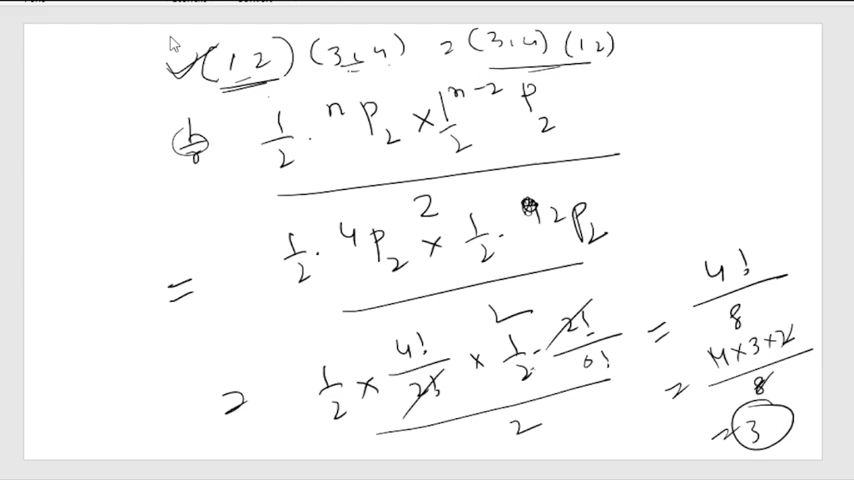 (1 2) (3, 4) = (3, 4) (1 2)
1/2 . nP2 × 1/2 n-2P2
2
= 1/2 . 4P2 × 1/2 . 2P2
2
= 1/2 × 4!/2! × 1/2 . 2!/0!
2
= 4!/8
= 4×3×2/8
= 3